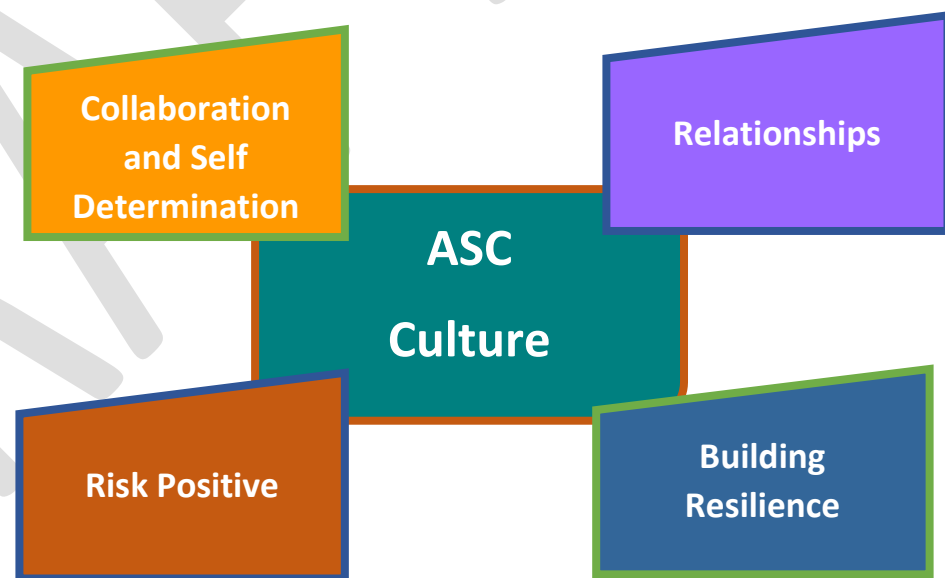 Collaboration
and Self
Determination
Relationships
ASC
Culture
Risk Positive
Building
Resilience